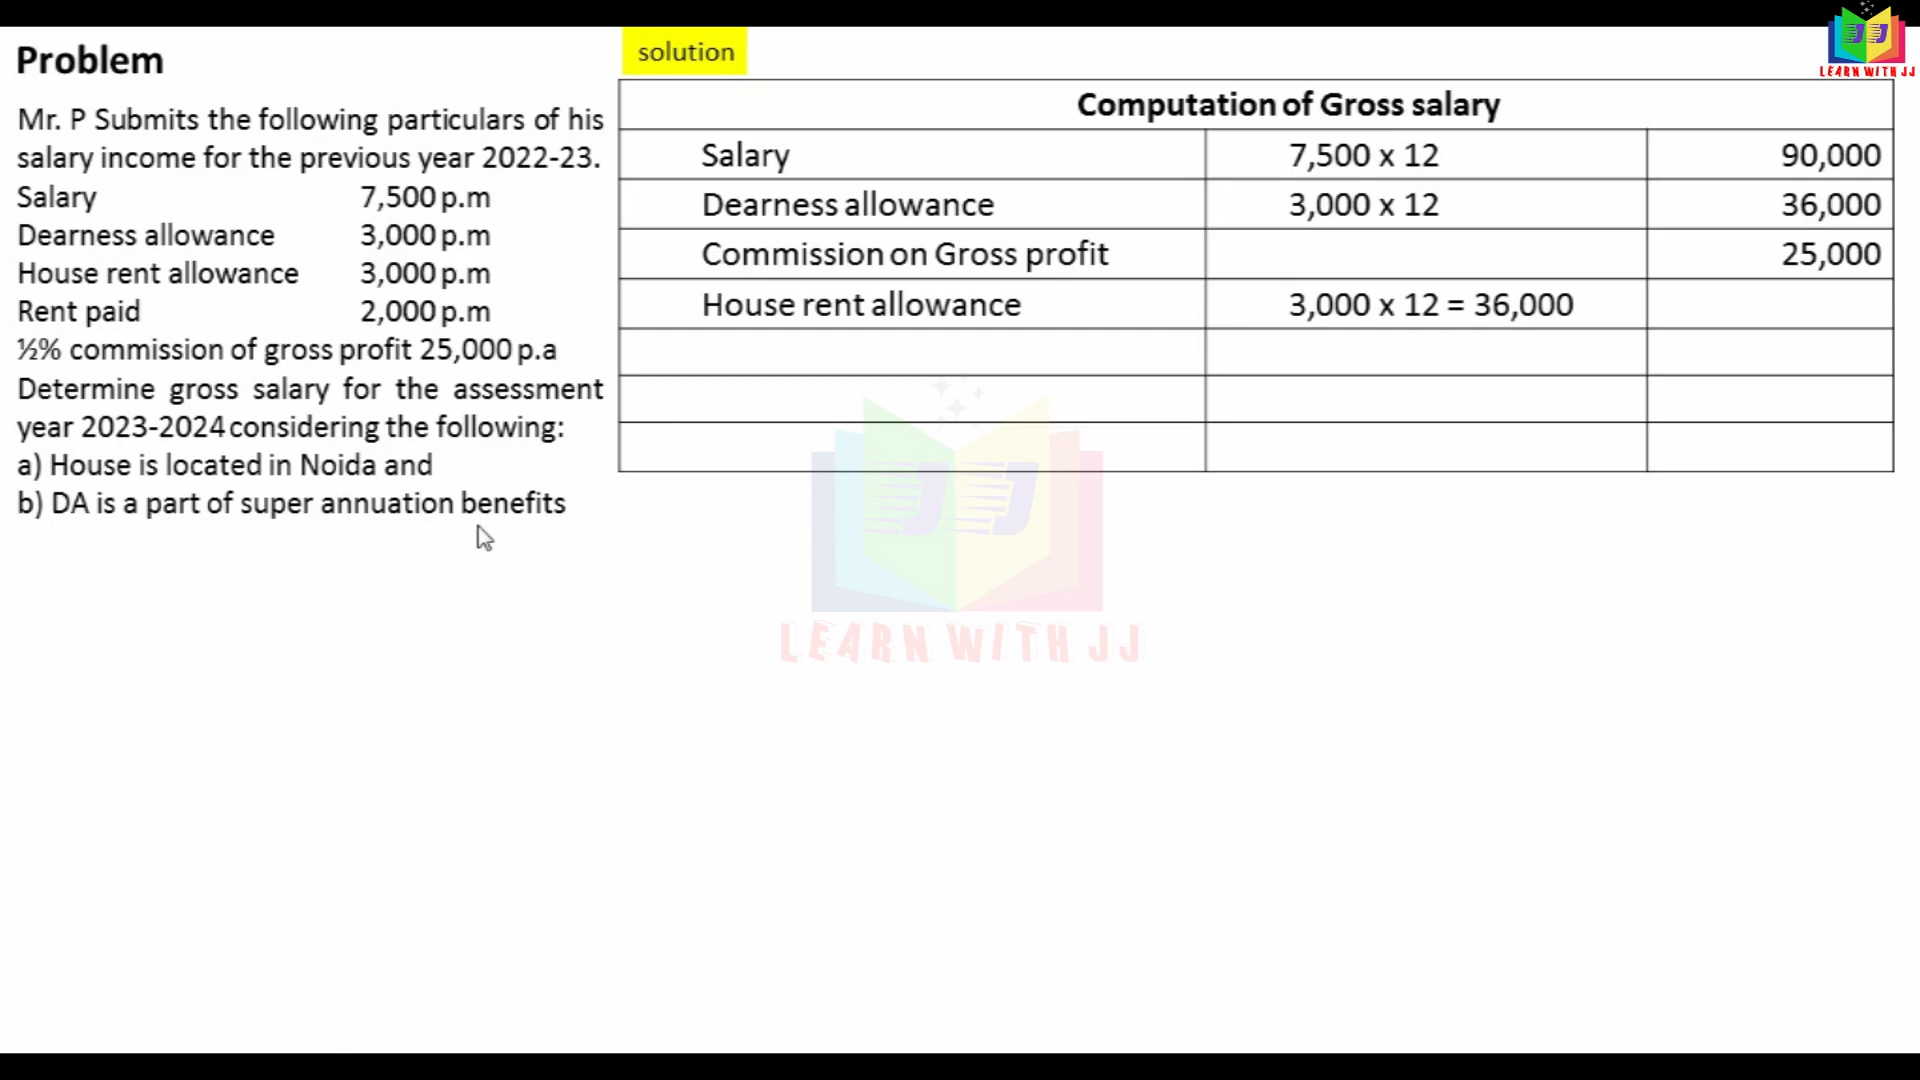 Problem
Mr. P Submits the following particulars of his
salary income for the previous year 2022-23.
Salary 7,500 p.m
Dearness allowance 3,000 p.m
House rent allowance 3,000 p.m
Rent paid 2,000 p.m
½% commission of gross profit 25,000 p.a
Determine gross salary for the assessment
year 2023-2024 considering the following:
a) House is located in Noida and
b) DA is a part of super annuation benefits
solution
Computation of Gross salary
Salary 7,500 x 12 90,000
Dearness allowance 3,000 x 12 36,000
Commission on Gross profit 25,000
House rent allowance 3,000 x 12 = 36,000
JJ
LEARN WITH JJ
JJ
LEARN WITH JJ